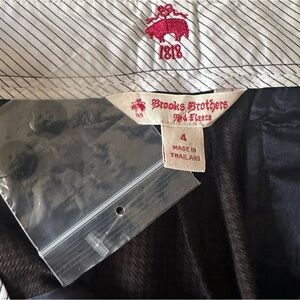 1818
Brooks Brothers
Red Fleece
4
MADE IN
THAILAND